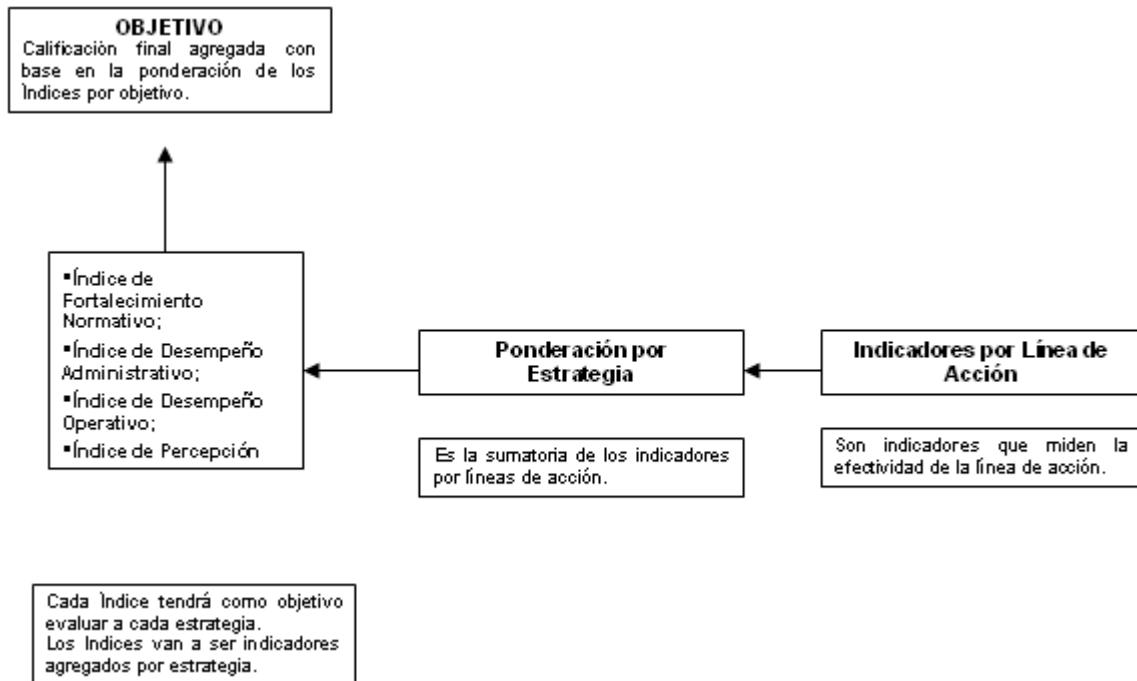 OBJETIVO
Calificación final agregada con
base en la ponderación de los
Índices por objetivo.
▪Índice de
Fortalecimiento
Normativo;
▪Índice de Desempeño
Administrativo;
▪Índice de Desempeño
Operativo;
▪Índice de Percepción
Ponderación por
Estrategia
Indicadores por Línea de
Acción
Es la sumatoria de los indicadores
por líneas de acción.
Son indicadores que miden la
efectividad de la línea de acción.
Cada Índice tendrá como objetivo
evaluar a cada estrategia.
Los Indices van a ser indicadores
agregados por estrategia.